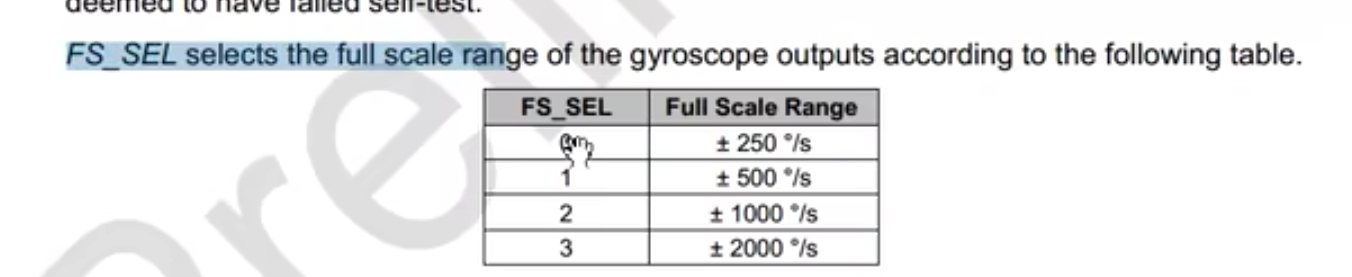 deemed to have failed self-test.
FS_SEL selects the full scale range of the gyroscope outputs according to the following table.
FS_SEL Full Scale Range
± 250 °/s
1 ± 500 °/s
2 ± 1000 °/s
3 ± 2000 °/s